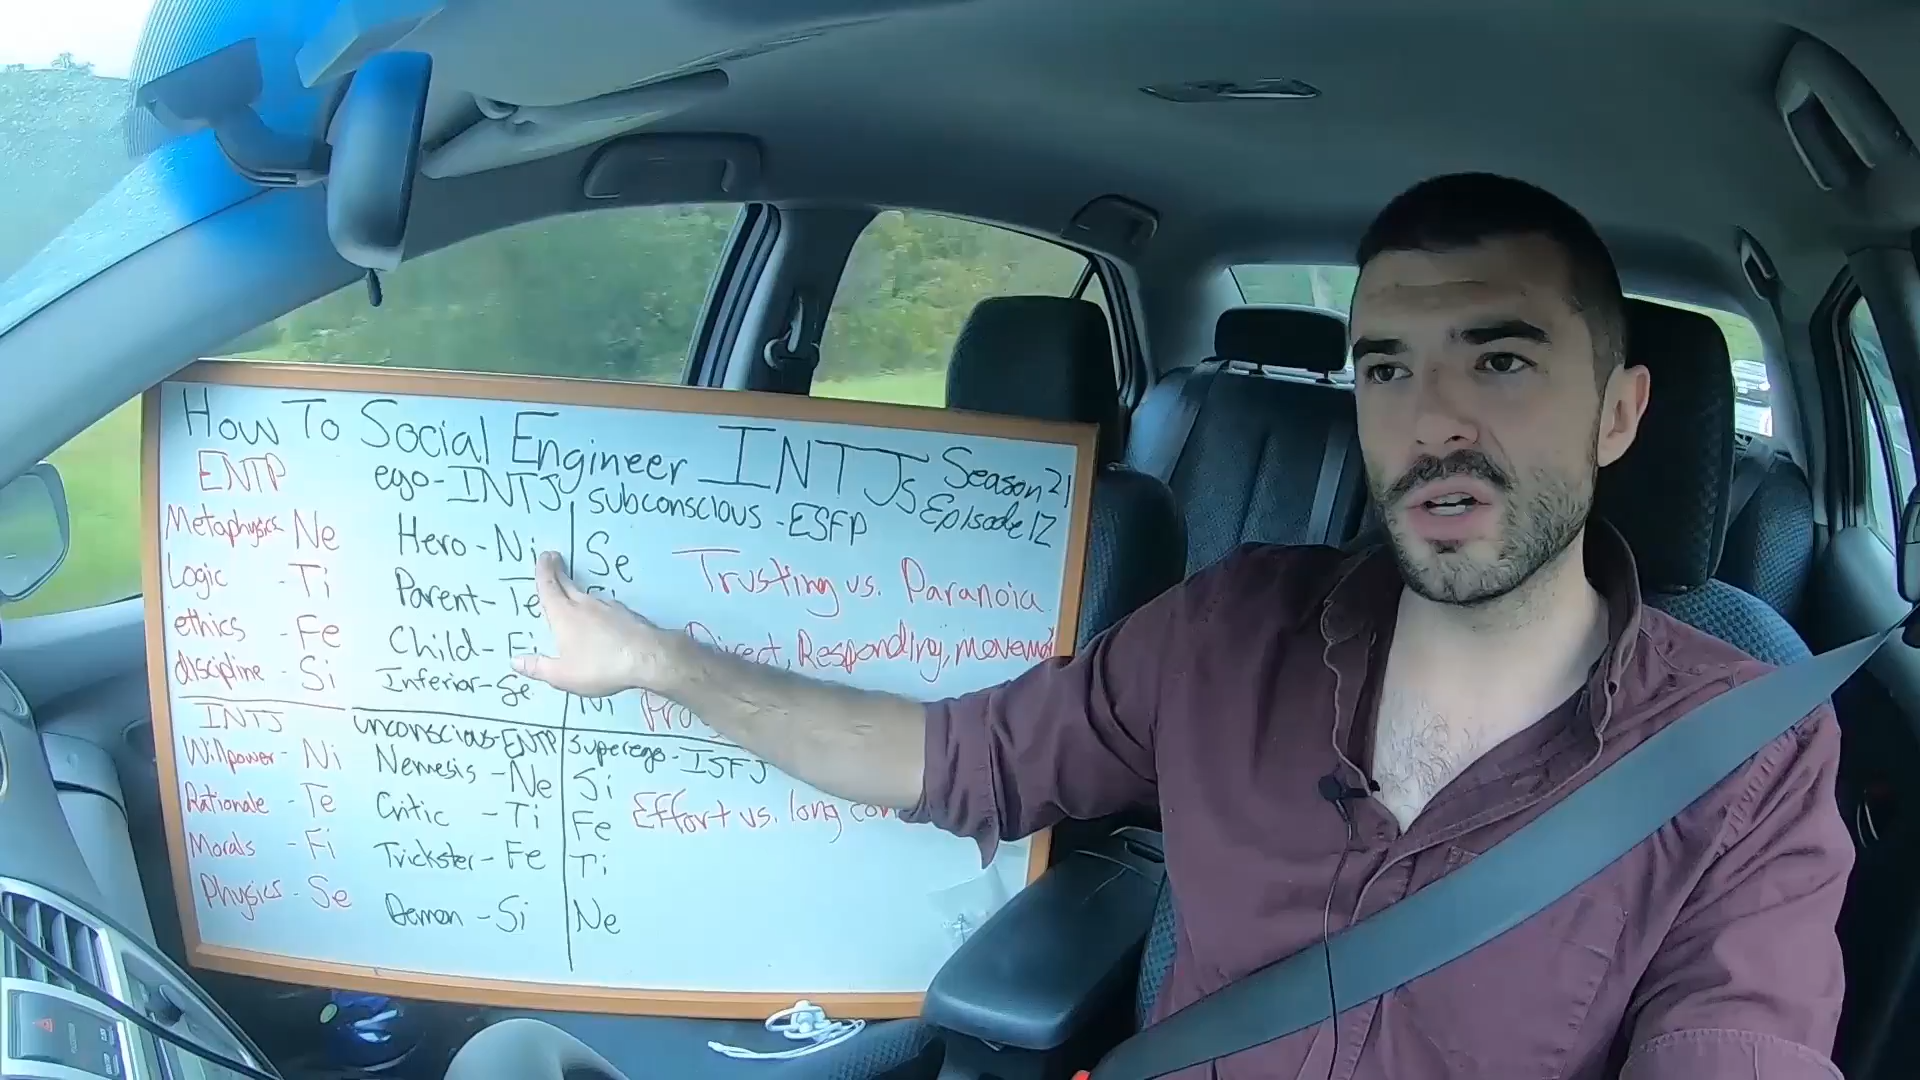 How To Social Engineer INTJs Season 21
Episode 12
ENTP
Metaphysics Ne
Logic - Ti
ethics - Fe
discipline - Si
INTJ
Willpower - Ni
Rationale - Te
Morals - Fi
Physics - Se
ego - INTJ
Hero - Ni
Parent - Te
Child - Fi
Inferior - Se
subconscious - ESFP
Se
Ni
unconscious - ENTP
Nemesis - Ne
Critic - Ti
Trickster - Fe
Demon - Si
Superego - ISFJ
Si
Fe
Ti
Ne
Trusting vs. Paranoia
Direct, Responding, movement
Effort vs. long